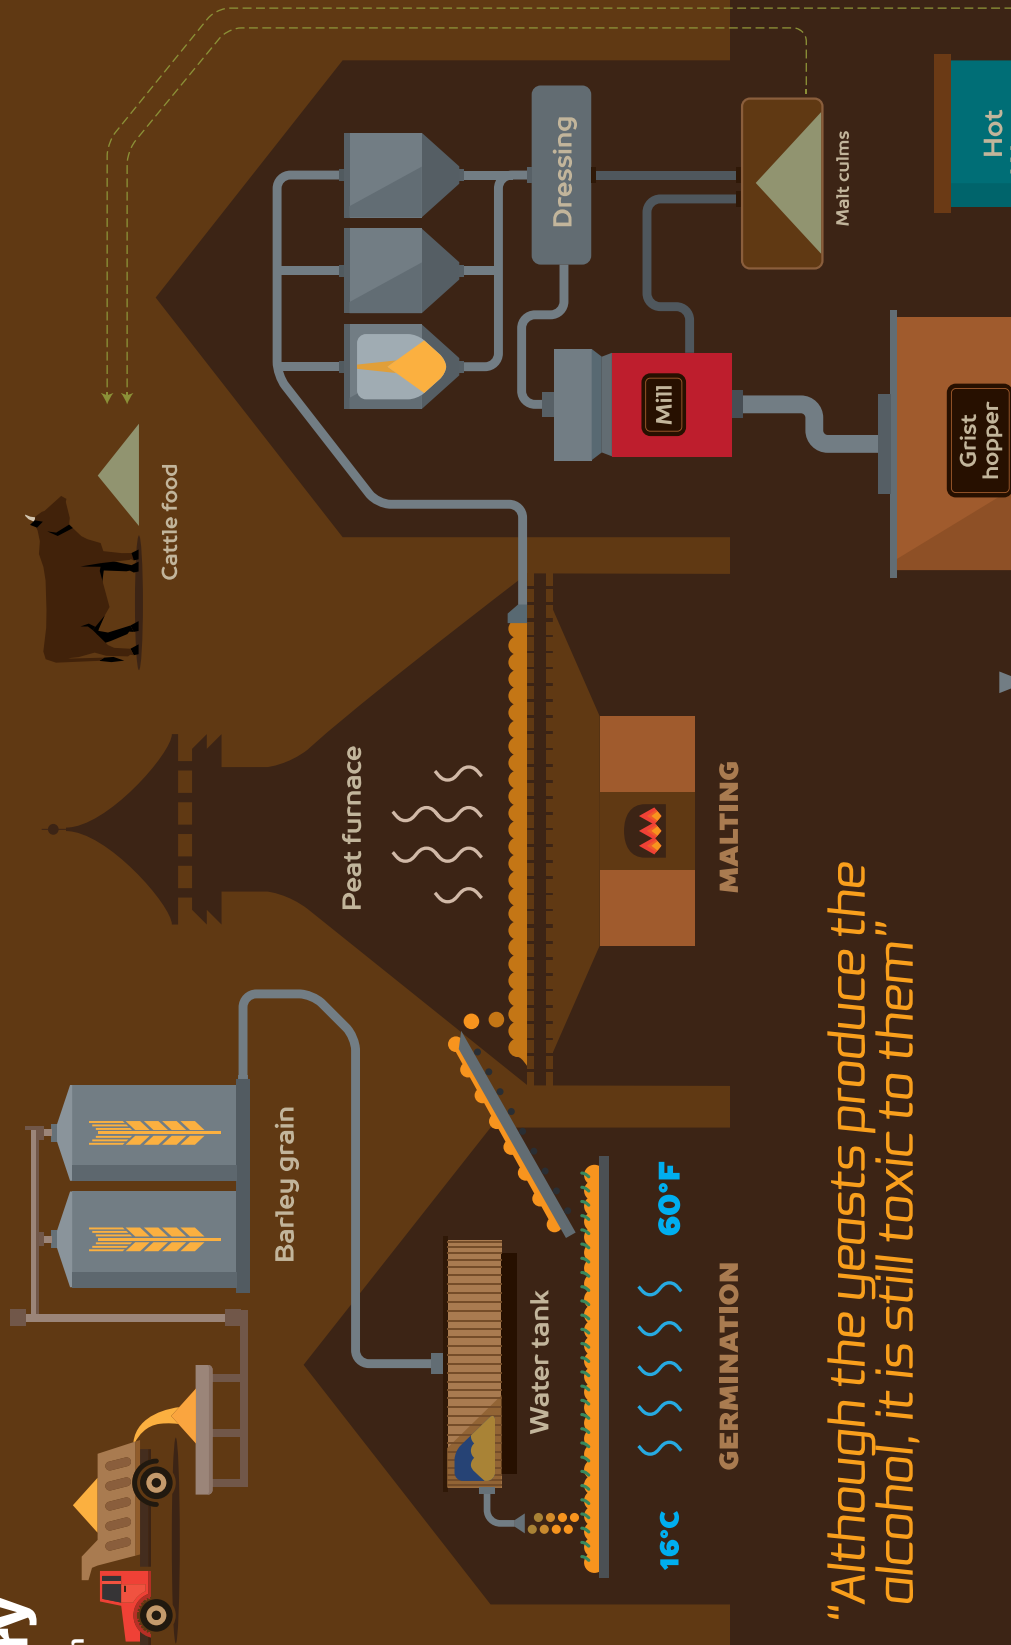 ry
n
Barley grain
Water tank
16°C
60°F
GERMINATION
Peat furnace
MALTING
Cattle food
Dressing
Mill
Malt culms
Grist
hopper
Hot
“Although the yeasts produce the
alcohol, it is still toxic to them”